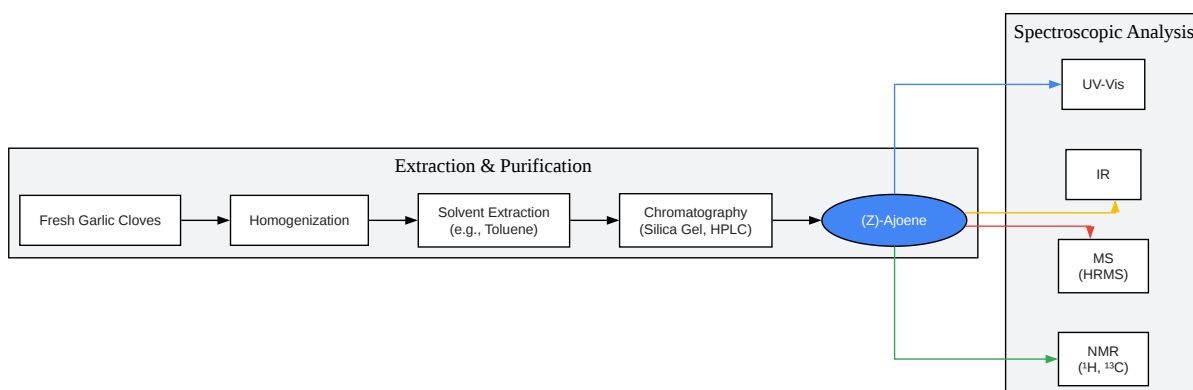 Spectroscopic Analysis
UV-Vis
Extraction & Purification
IR
Fresh Garlic Cloves
Homogenization
Solvent Extraction
(e.g., Toluene)
Chromatography
(Silica Gel, HPLC)
(Z)-Ajoene
MS
(HRMS)
NMR
(¹H, ¹³C)